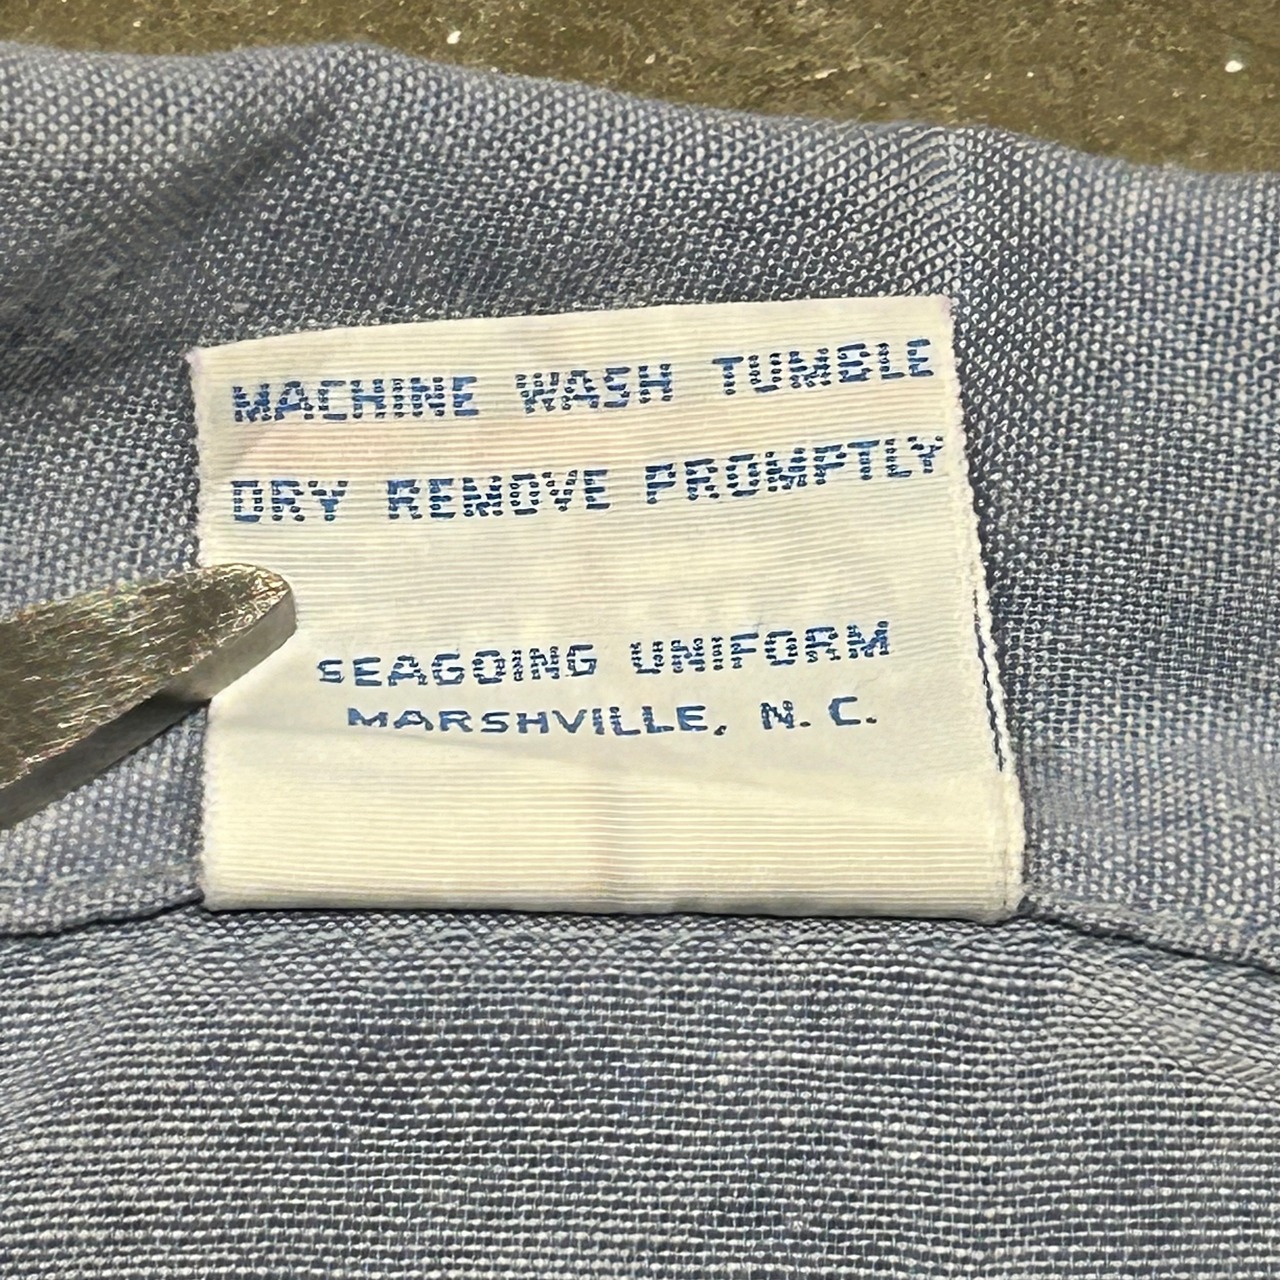 MACHINE WASH TUMBLE
DRY REMOVE PROMPTLY
SEAGOING UNIFORM
MARSHVILLE, N. C.